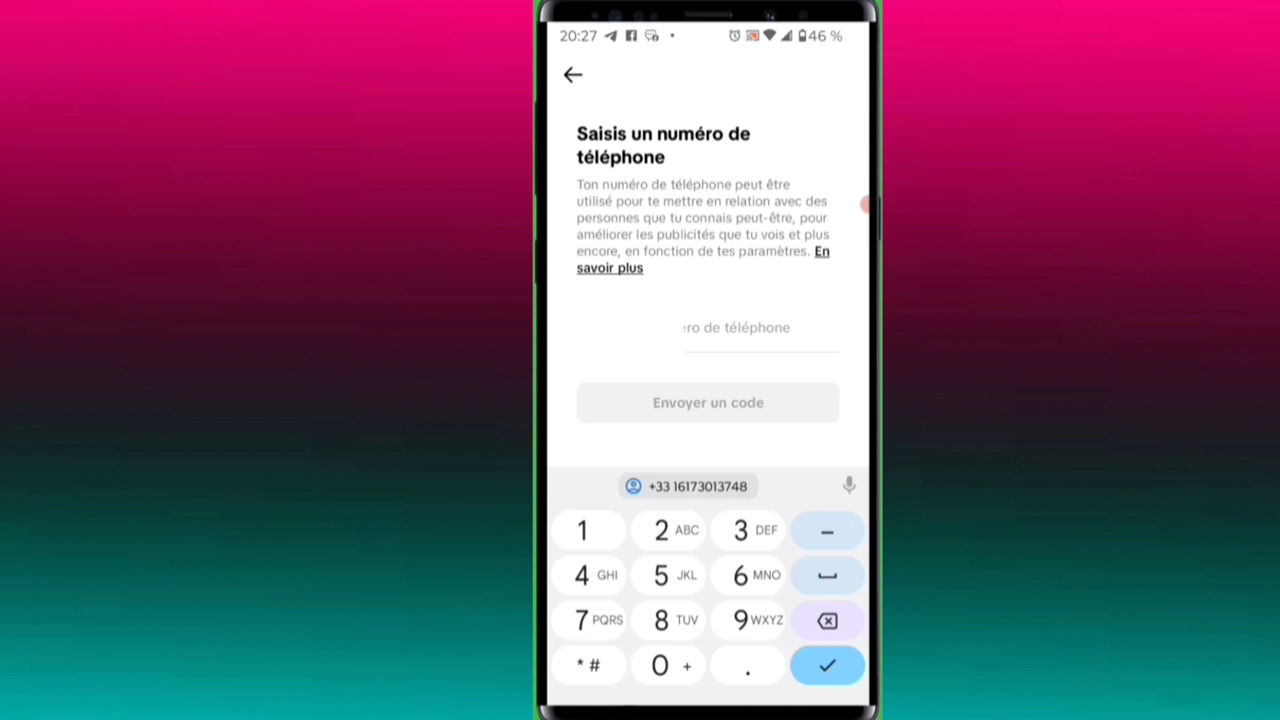 20:27 46 %
Saisis un numéro de
téléphone
Ton numéro de téléphone peut être
utilisé pour te mettre en relation avec des
personnes que tu connais peut-être, pour
améliorer les publicités que tu vois et plus
encore, en fonction de tes paramètres. En
savoir plus
ro de téléphone
Envoyer un code
+33 16173013748
1 2 ABC 3 DEF –
4 GHI 5 JKL 6 MNO
7 PQRS 8 TUV 9 WXYZ
* # 0 + .